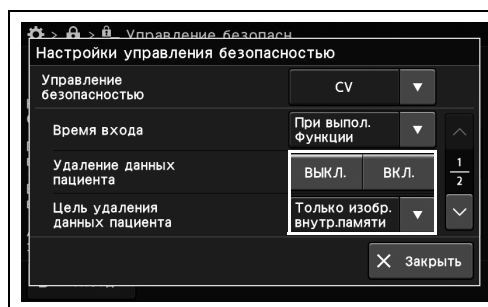 > > Управление безопасн
Настройки управления безопасностью
Управление
безопасностью
CV
Время входа
При выпол.
Функции
Удаление данных
пациента
ВЫКЛ.
ВКЛ.
1
2
Цель удаления
данных пациента
Только изобр.
внутр.памяти
Закрыть